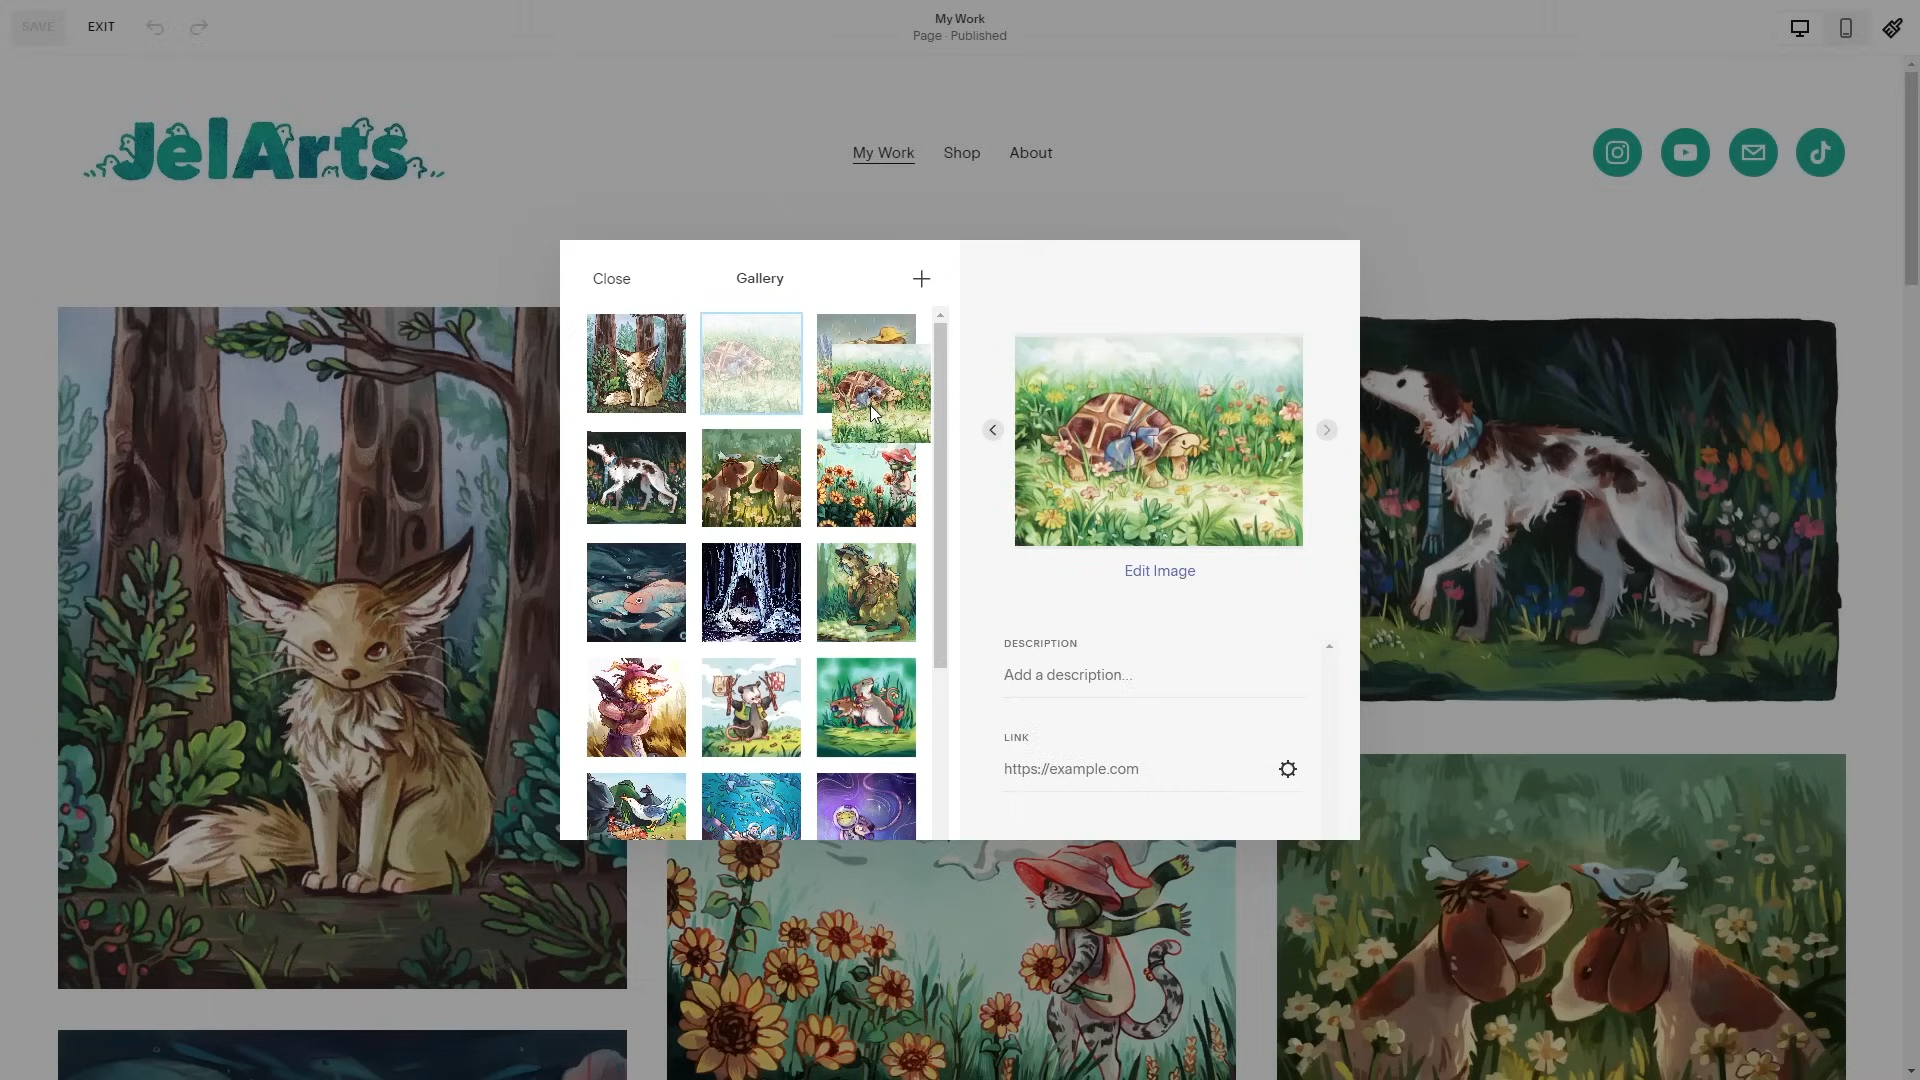 SAVE
EXIT
My Work
Page · Published
JelArts
My Work
Shop
About
Close
Gallery
Edit Image
DESCRIPTION
Add a description...
LINK
https://example.com